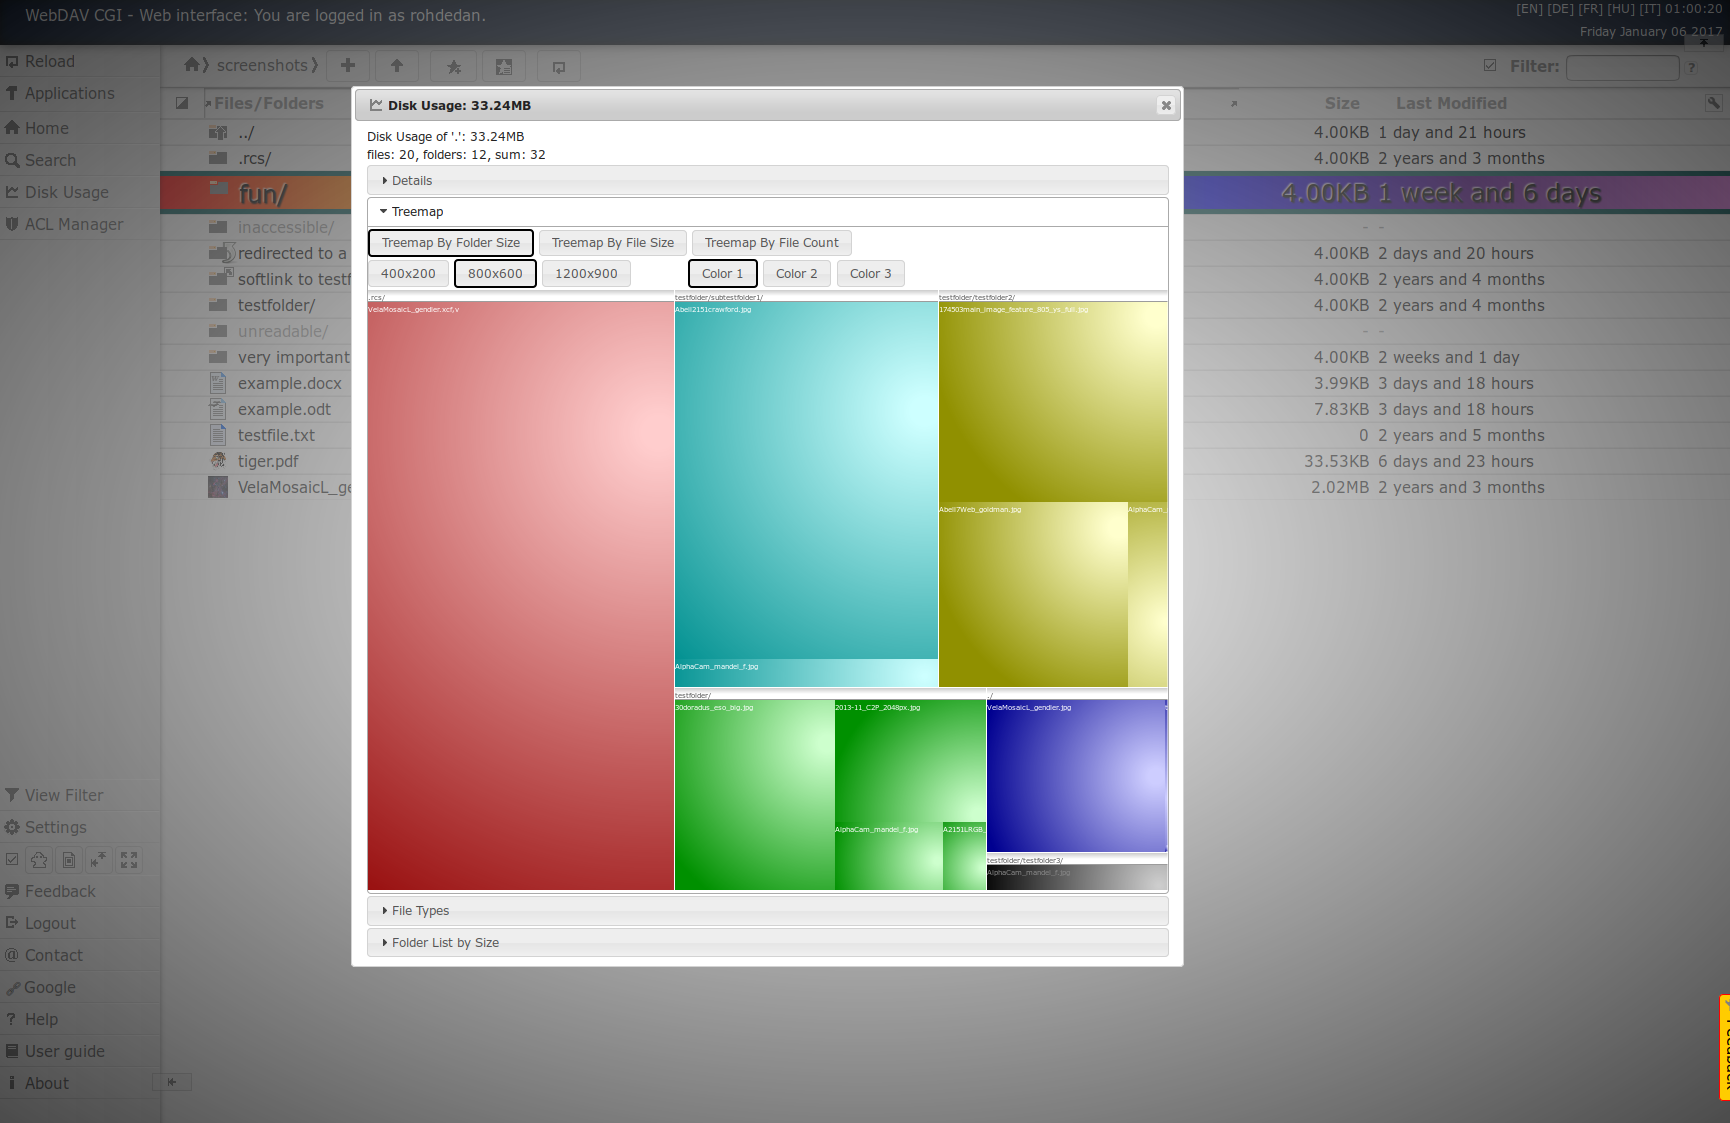 WebDAV CGI - Web interface: You are logged in as rohdedan.
[EN] [DE] [FR] [HU] [IT] 01:00:20
Friday January 06 2017
Reload
Applications
Home
Search
Disk Usage
ACL Manager
View Filter
Settings
Feedback
Logout
Contact
Google
Help
User guide
About
screenshots
Filter:
?
Files/Folders
Size
Last Modified
../
4.00KB 1 day and 21 hours
.rcs/
4.00KB 2 years and 3 months
fun/
4.00KB 1 week and 6 days
inaccessible/
- -
redirected to a
4.00KB 2 days and 20 hours
softlink to testf
4.00KB 2 years and 4 months
testfolder/
4.00KB 2 years and 4 months
unreadable/
- -
very important
4.00KB 2 weeks and 1 day
example.docx
3.99KB 3 days and 18 hours
example.odt
7.83KB 3 days and 18 hours
testfile.txt
0 2 years and 5 months
tiger.pdf
33.53KB 6 days and 23 hours
VelaMosaicL_ge
2.02MB 2 years and 3 months
Disk Usage: 33.24MB
Disk Usage of '.': 33.24MB
files: 20, folders: 12, sum: 32
Details
Treemap
Treemap By Folder Size
Treemap By File Size
Treemap By File Count
400x200
800x600
1200x900
Color 1
Color 2
Color 3
.rcs/
testfolder/subtestfolder1/
testfolder/testfolder2/
VelaMosaicL_gendler.xcf,v
Abell2151crawford.jpg
174503main_image_feature_805_ys_full.jpg
Abell7Web_goldman.jpg
AlphaCam_
AlphaCam_mandel_f.jpg
testfolder/
./
30doradus_eso_big.jpg
2013-11_C2P_2048px.jpg
VelaMosaicL_gendler.jpg
AlphaCam_mandel_f.jpg
A2151LRGB_
testfolder/testfolder3/
AlphaCam_mandel_f.jpg
File Types
Folder List by Size